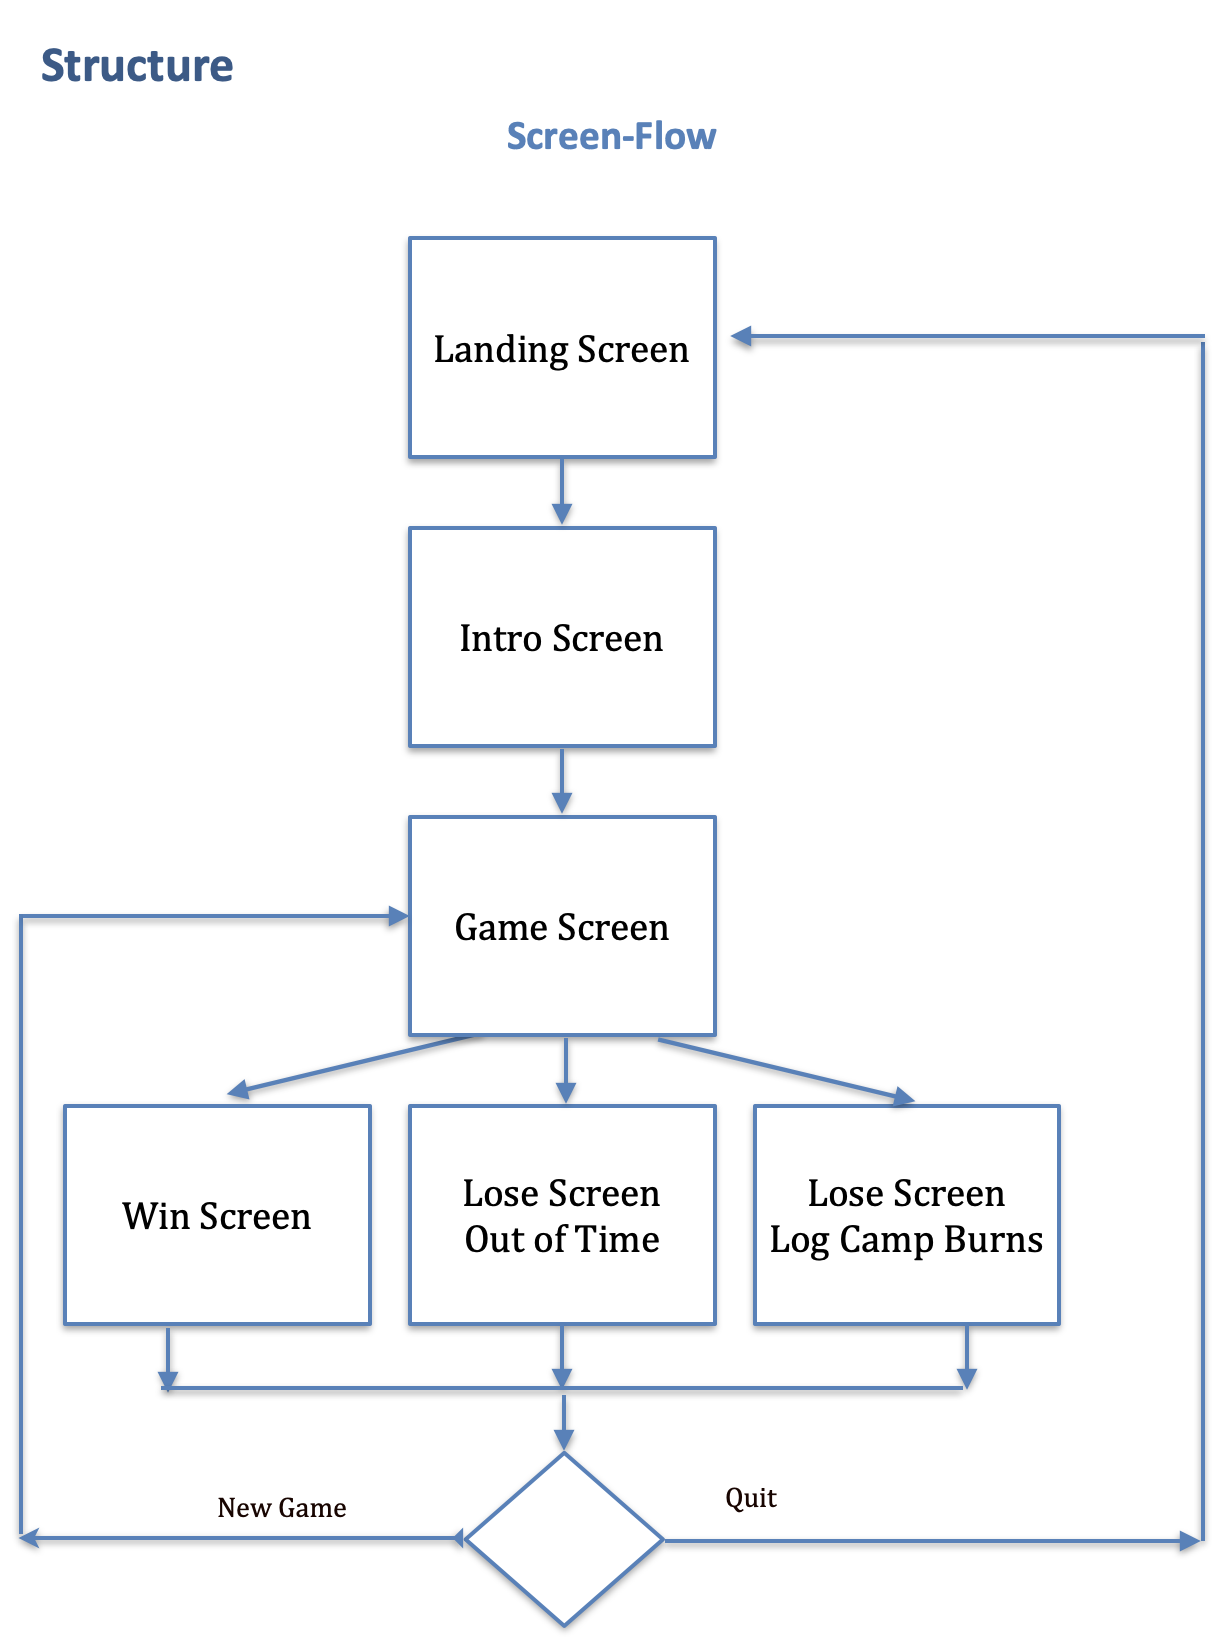 Structure
Screen-Flow
Landing Screen
Intro Screen
Game Screen
Win Screen
Lose Screen
Out of Time
Lose Screen
Log Camp Burns
New Game
Quit